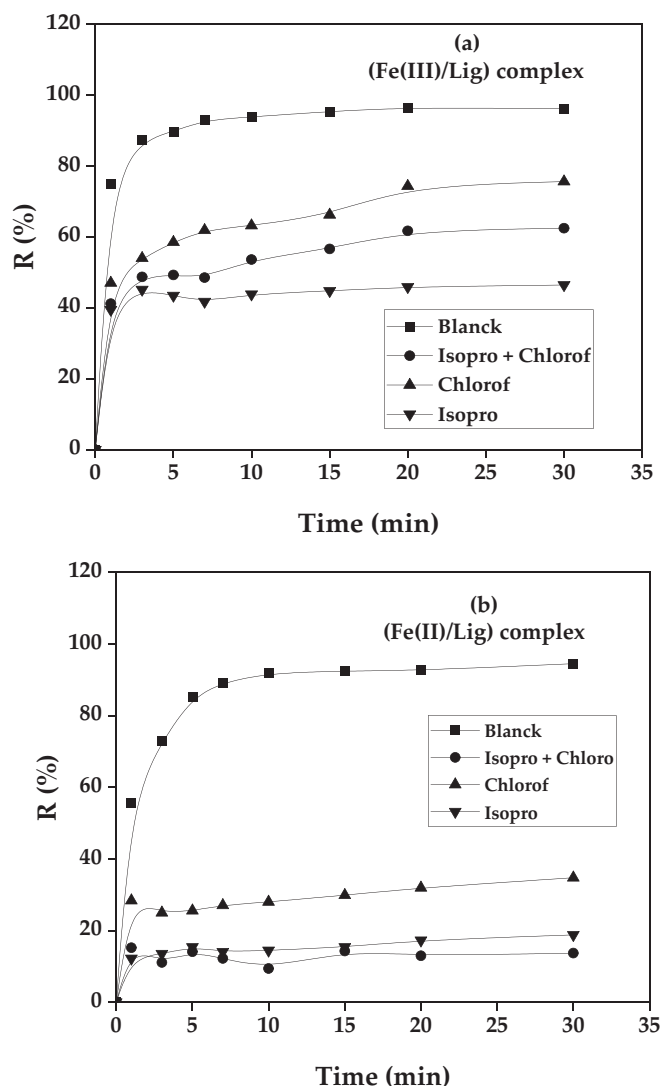 120
(a)
(Fe(III)/Lig) complex
100
80
60
40
20
0
R (%)
Blanck
Isopro + Chlorof
Chlorof
Isopro
0 5 10 15 20 25 30 35
Time (min)
120
(b)
(Fe(II)/Lig) complex
100
80
60
40
20
0
R (%)
Blanck
Isopro + Chloro
Chlorof
Isopro
0 5 10 15 20 25 30 35
Time (min)